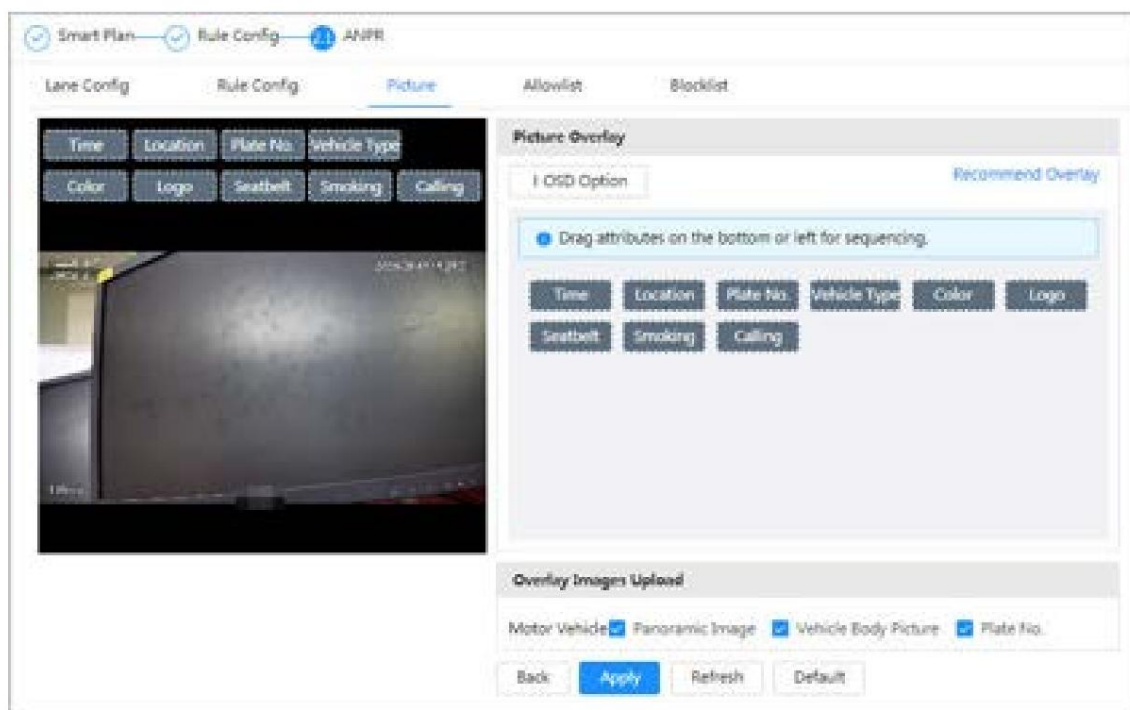 Smart Plan Rule Config 2.1 ANPR
Lane Config Rule Config Picture Allowlist Blocklist
Time Location Plate No. Vehicle Type
Color Logo Seatbelt Smoking Calling
Picture Overlay
OSD Option Recommend Overlay
Drag attributes on the bottom or left for sequencing.
Time Location Plate No. Vehicle Type Color Logo
Seatbelt Smoking Calling
Overlay Images Upload
Motor Vehicle Panoramic Image Vehicle Body Picture Plate No.
Back Apply Refresh Default